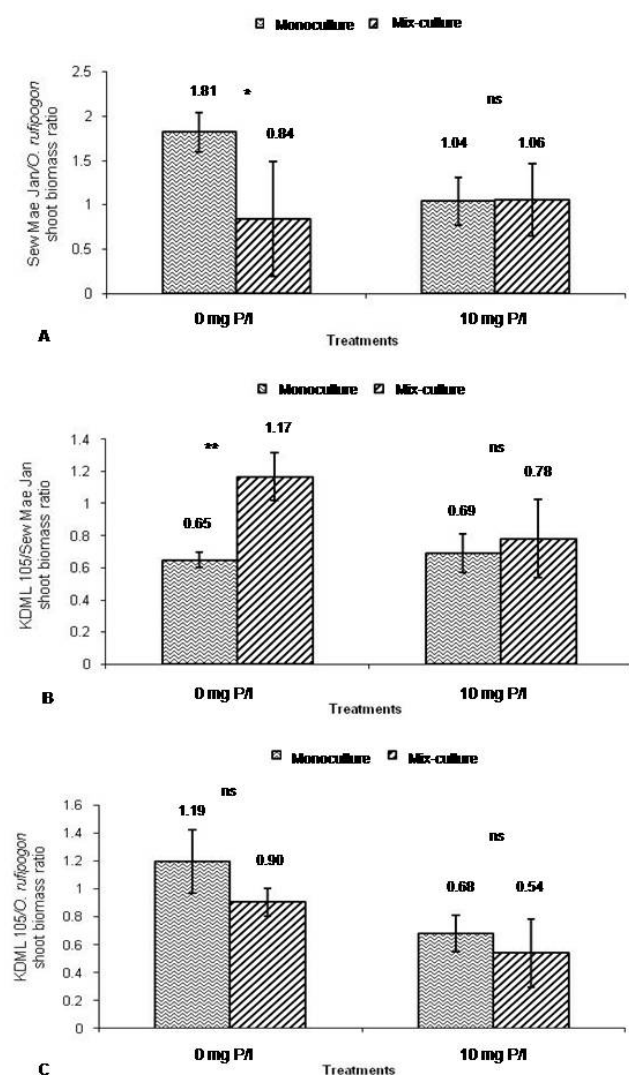 Monoculture Mix-culture
Sew Mae Jan/O. rufipogon
shoot biomass ratio
2.5
2
1.5
1
0.5
0
1.81
*
0.84
ns
1.04
1.06
0 mg P/l
10 mg P/l
Treatments
A
Monoculture Mix-culture
KDML 105/Sew Mae Jan
shoot biomass ratio
1.4
1.2
1
0.8
0.6
0.4
0.2
0
0.65
**
1.17
ns
0.69
0.78
0 mg P/l
10 mg P/l
Treatments
B
Monoculture Mix-culture
KDML 105/O. rufipogon
shoot biomass ratio
1.6
1.4
1.2
1
0.8
0.6
0.4
0.2
0
ns
1.19
0.90
ns
0.68
0.54
0 mg P/l
10 mg P/l
Treatments
C